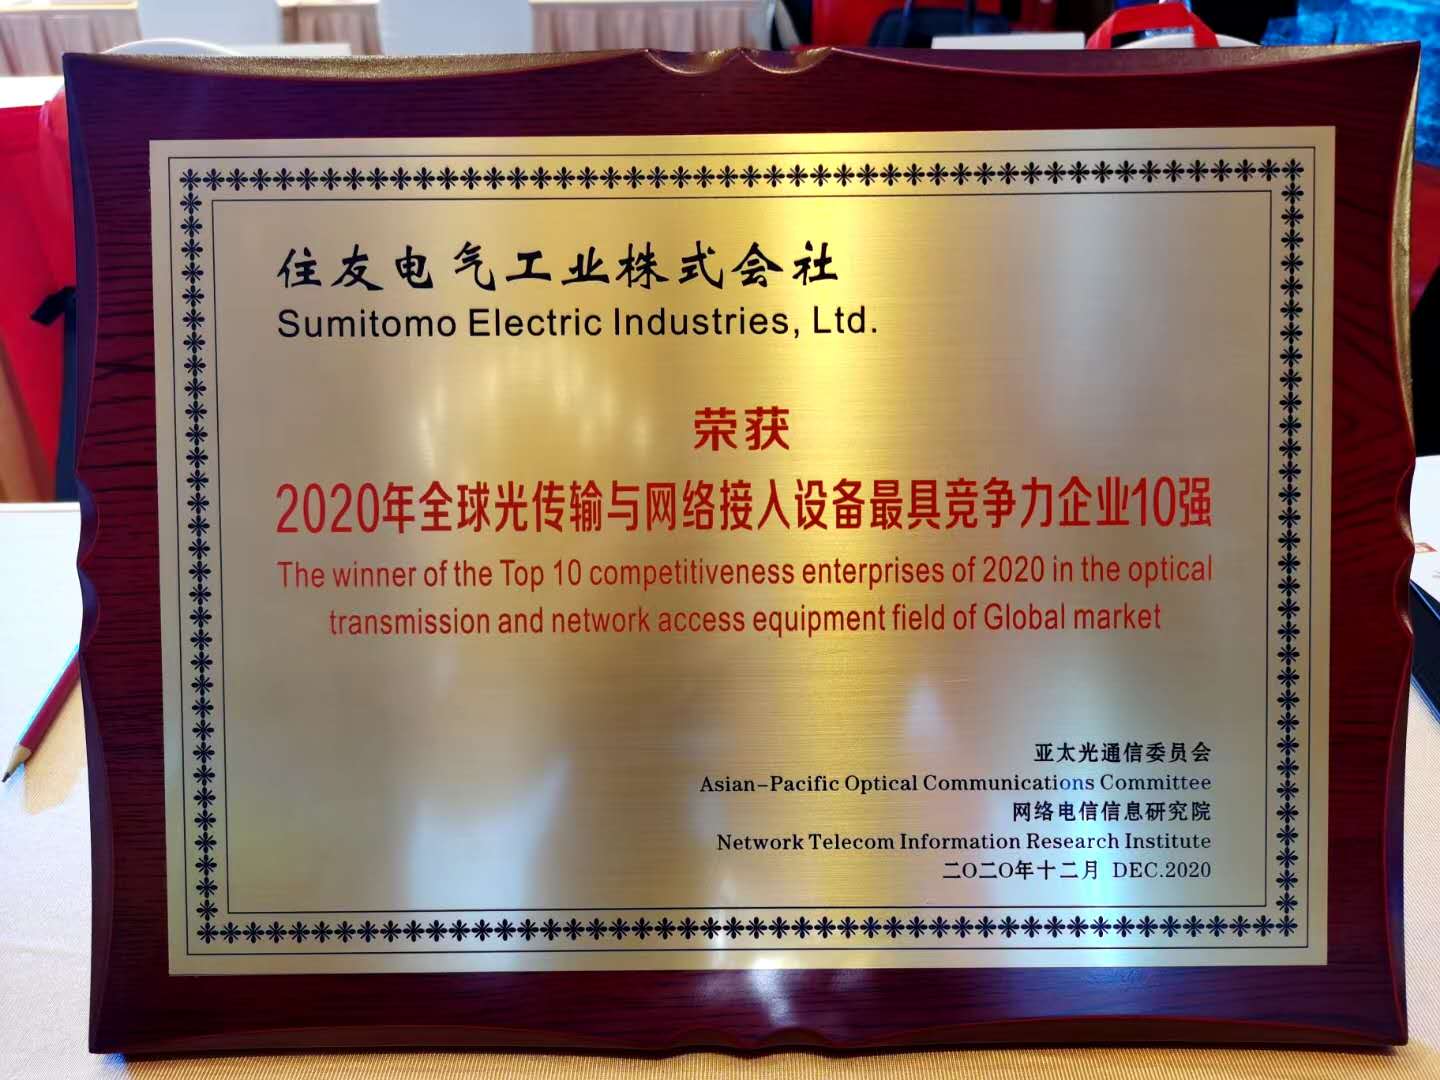 住友电气工业株式会社
Sumitomo Electric Industries, Ltd.
荣获
2020年全球光传输与网络接入设备最具竞争力企业10强
The winner of the Top 10 competitiveness enterprises of 2020 in the optical
transmission and network access equipment field of Global market
亚太光通信委员会
Asian-Pacific Optical Communications Committee
网络电信信息研究院
Network Telecom Information Research Institute
二〇二〇年十二月 DEC.2020